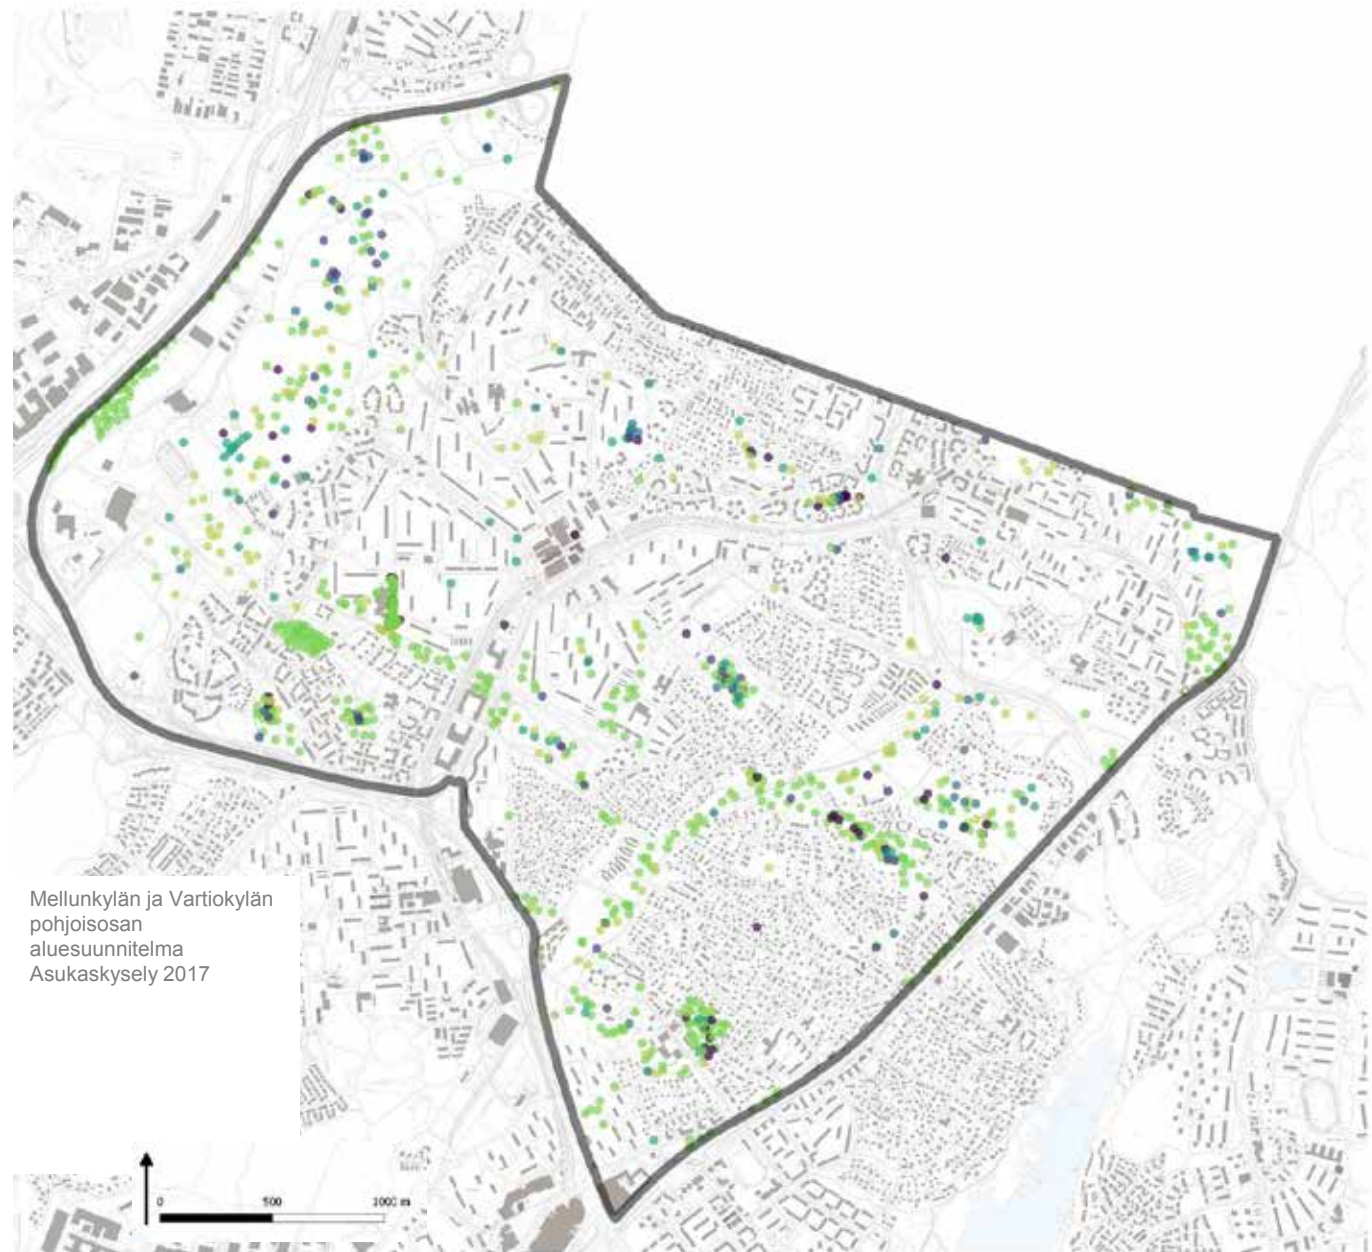 Mellunkylän ja Vartiokylän
pohjoisosan
aluesuunnitelma
Asukaskysely 2017
0 500 1000 m